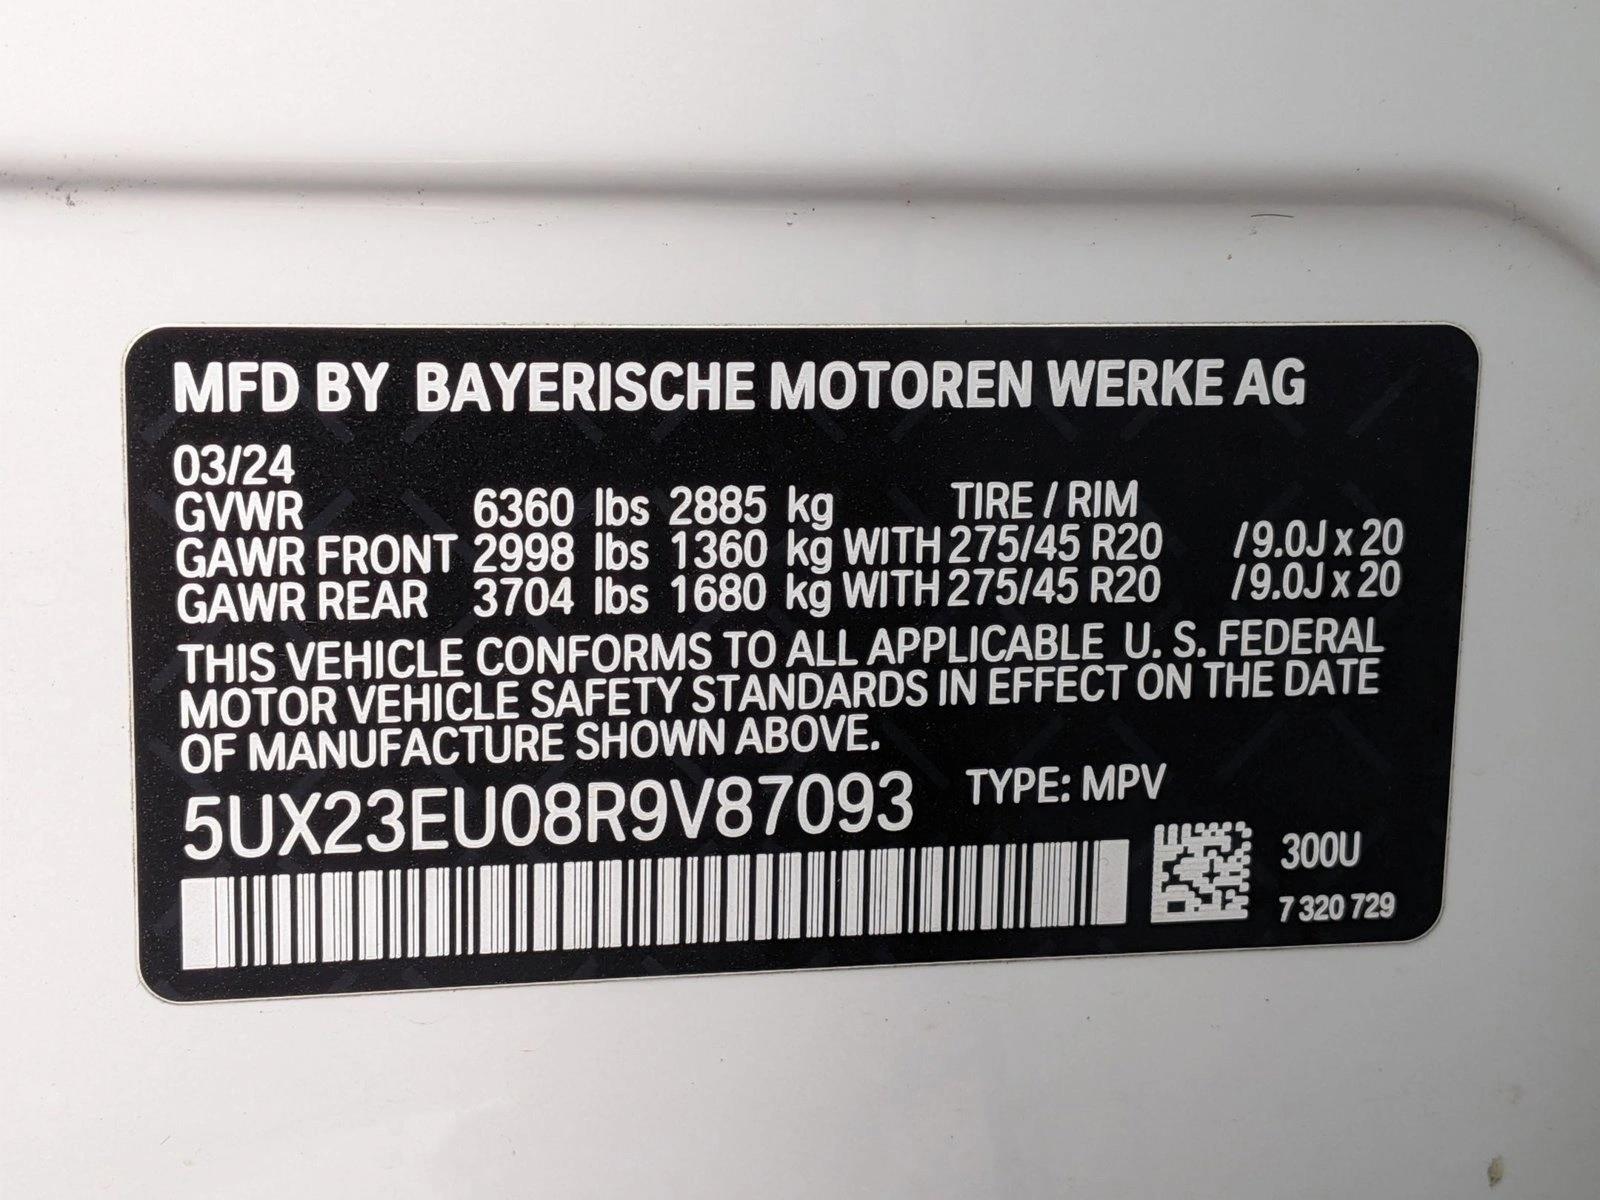 MFD BY BAYERISCHE MOTOREN WERKE AG
03/24
GVWR 6360 lbs 2885 kg TIRE / RIM
GAWR FRONT 2998 lbs 1360 kg WITH 275/45 R20 /9.0J x 20
GAWR REAR 3704 lbs 1680 kg WITH 275/45 R20 /9.0J x 20
THIS VEHICLE CONFORMS TO ALL APPLICABLE U. S. FEDERAL
MOTOR VEHICLE SAFETY STANDARDS IN EFFECT ON THE DATE
OF MANUFACTURE SHOWN ABOVE.
5UX23EU08R9V87093 TYPE: MPV
300U
7 320 729